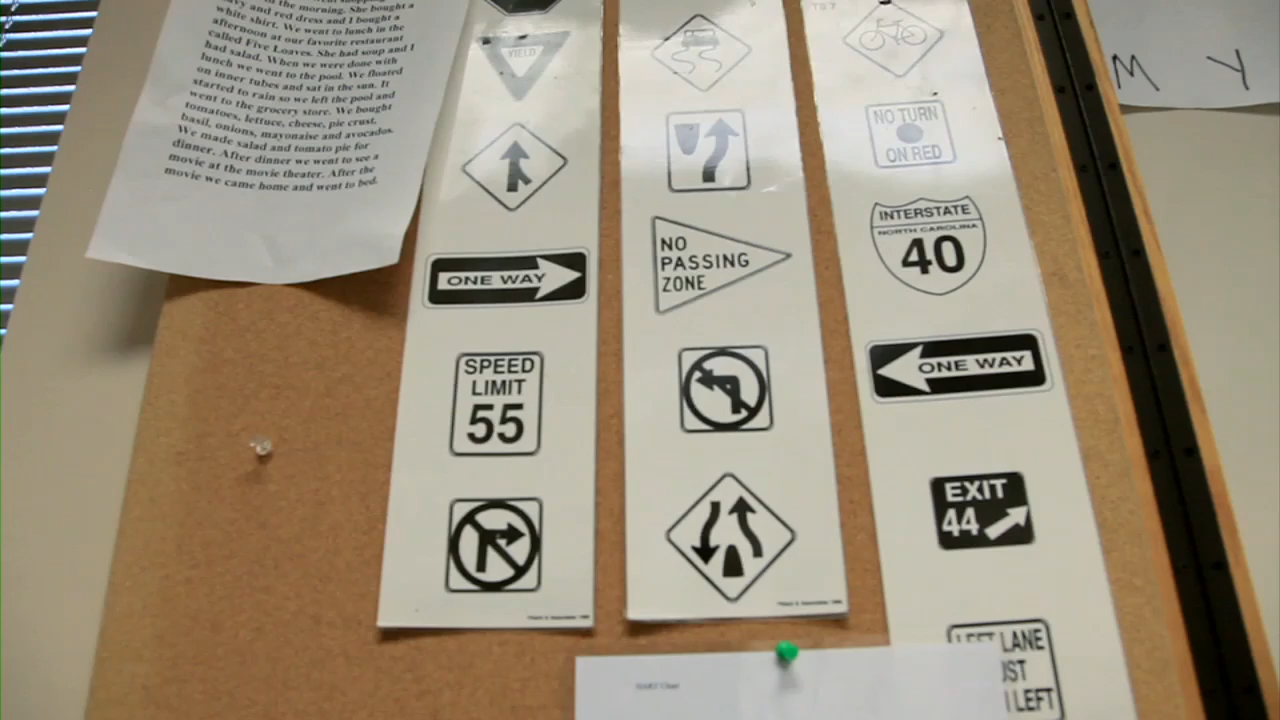 of the morning. She bought a
navy and red dress and I bought a
white shirt. We went to lunch in the
afternoon at our favorite restaurant
called Five Loaves. She had soup and I
had salad. When we were done with
lunch we went to the pool. We floated
on inner tubes and sat in the sun. It
started to rain so we left the pool and
went to the grocery store. We bought
tomatoes, lettuce, cheese, pie crust,
basil, onions, mayonaise and avocados.
We made salad and tomato pie for
dinner. After dinner we went to see a
movie at the movie theater. After the
movie we came home and went to bed.
YIELD
ONE WAY
SPEED
LIMIT
55
NO
PASSING
ZONE
NO TURN
ON RED
INTERSTATE
NORTH CAROLINA
40
ONE WAY
EXIT
44
LEFT LANE
LEFT
M Y